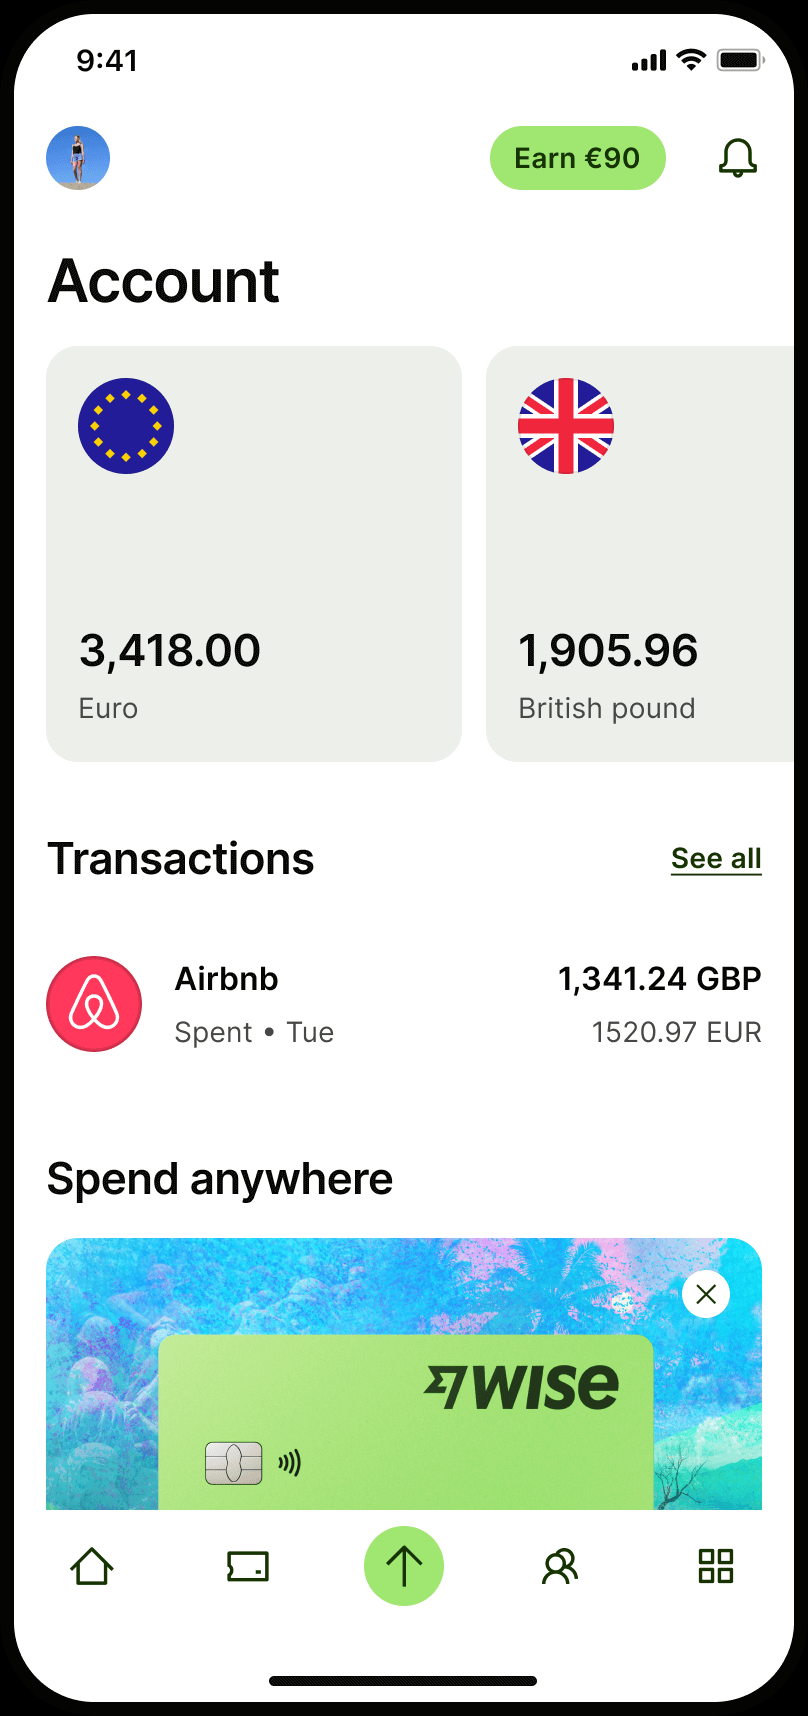 9:41
Earn €90
Account
3,418.00
Euro
1,905.96
British pound
Transactions
See all
Airbnb
1,341.24 GBP
Spent • Tue
1520.97 EUR
Spend anywhere
WISE